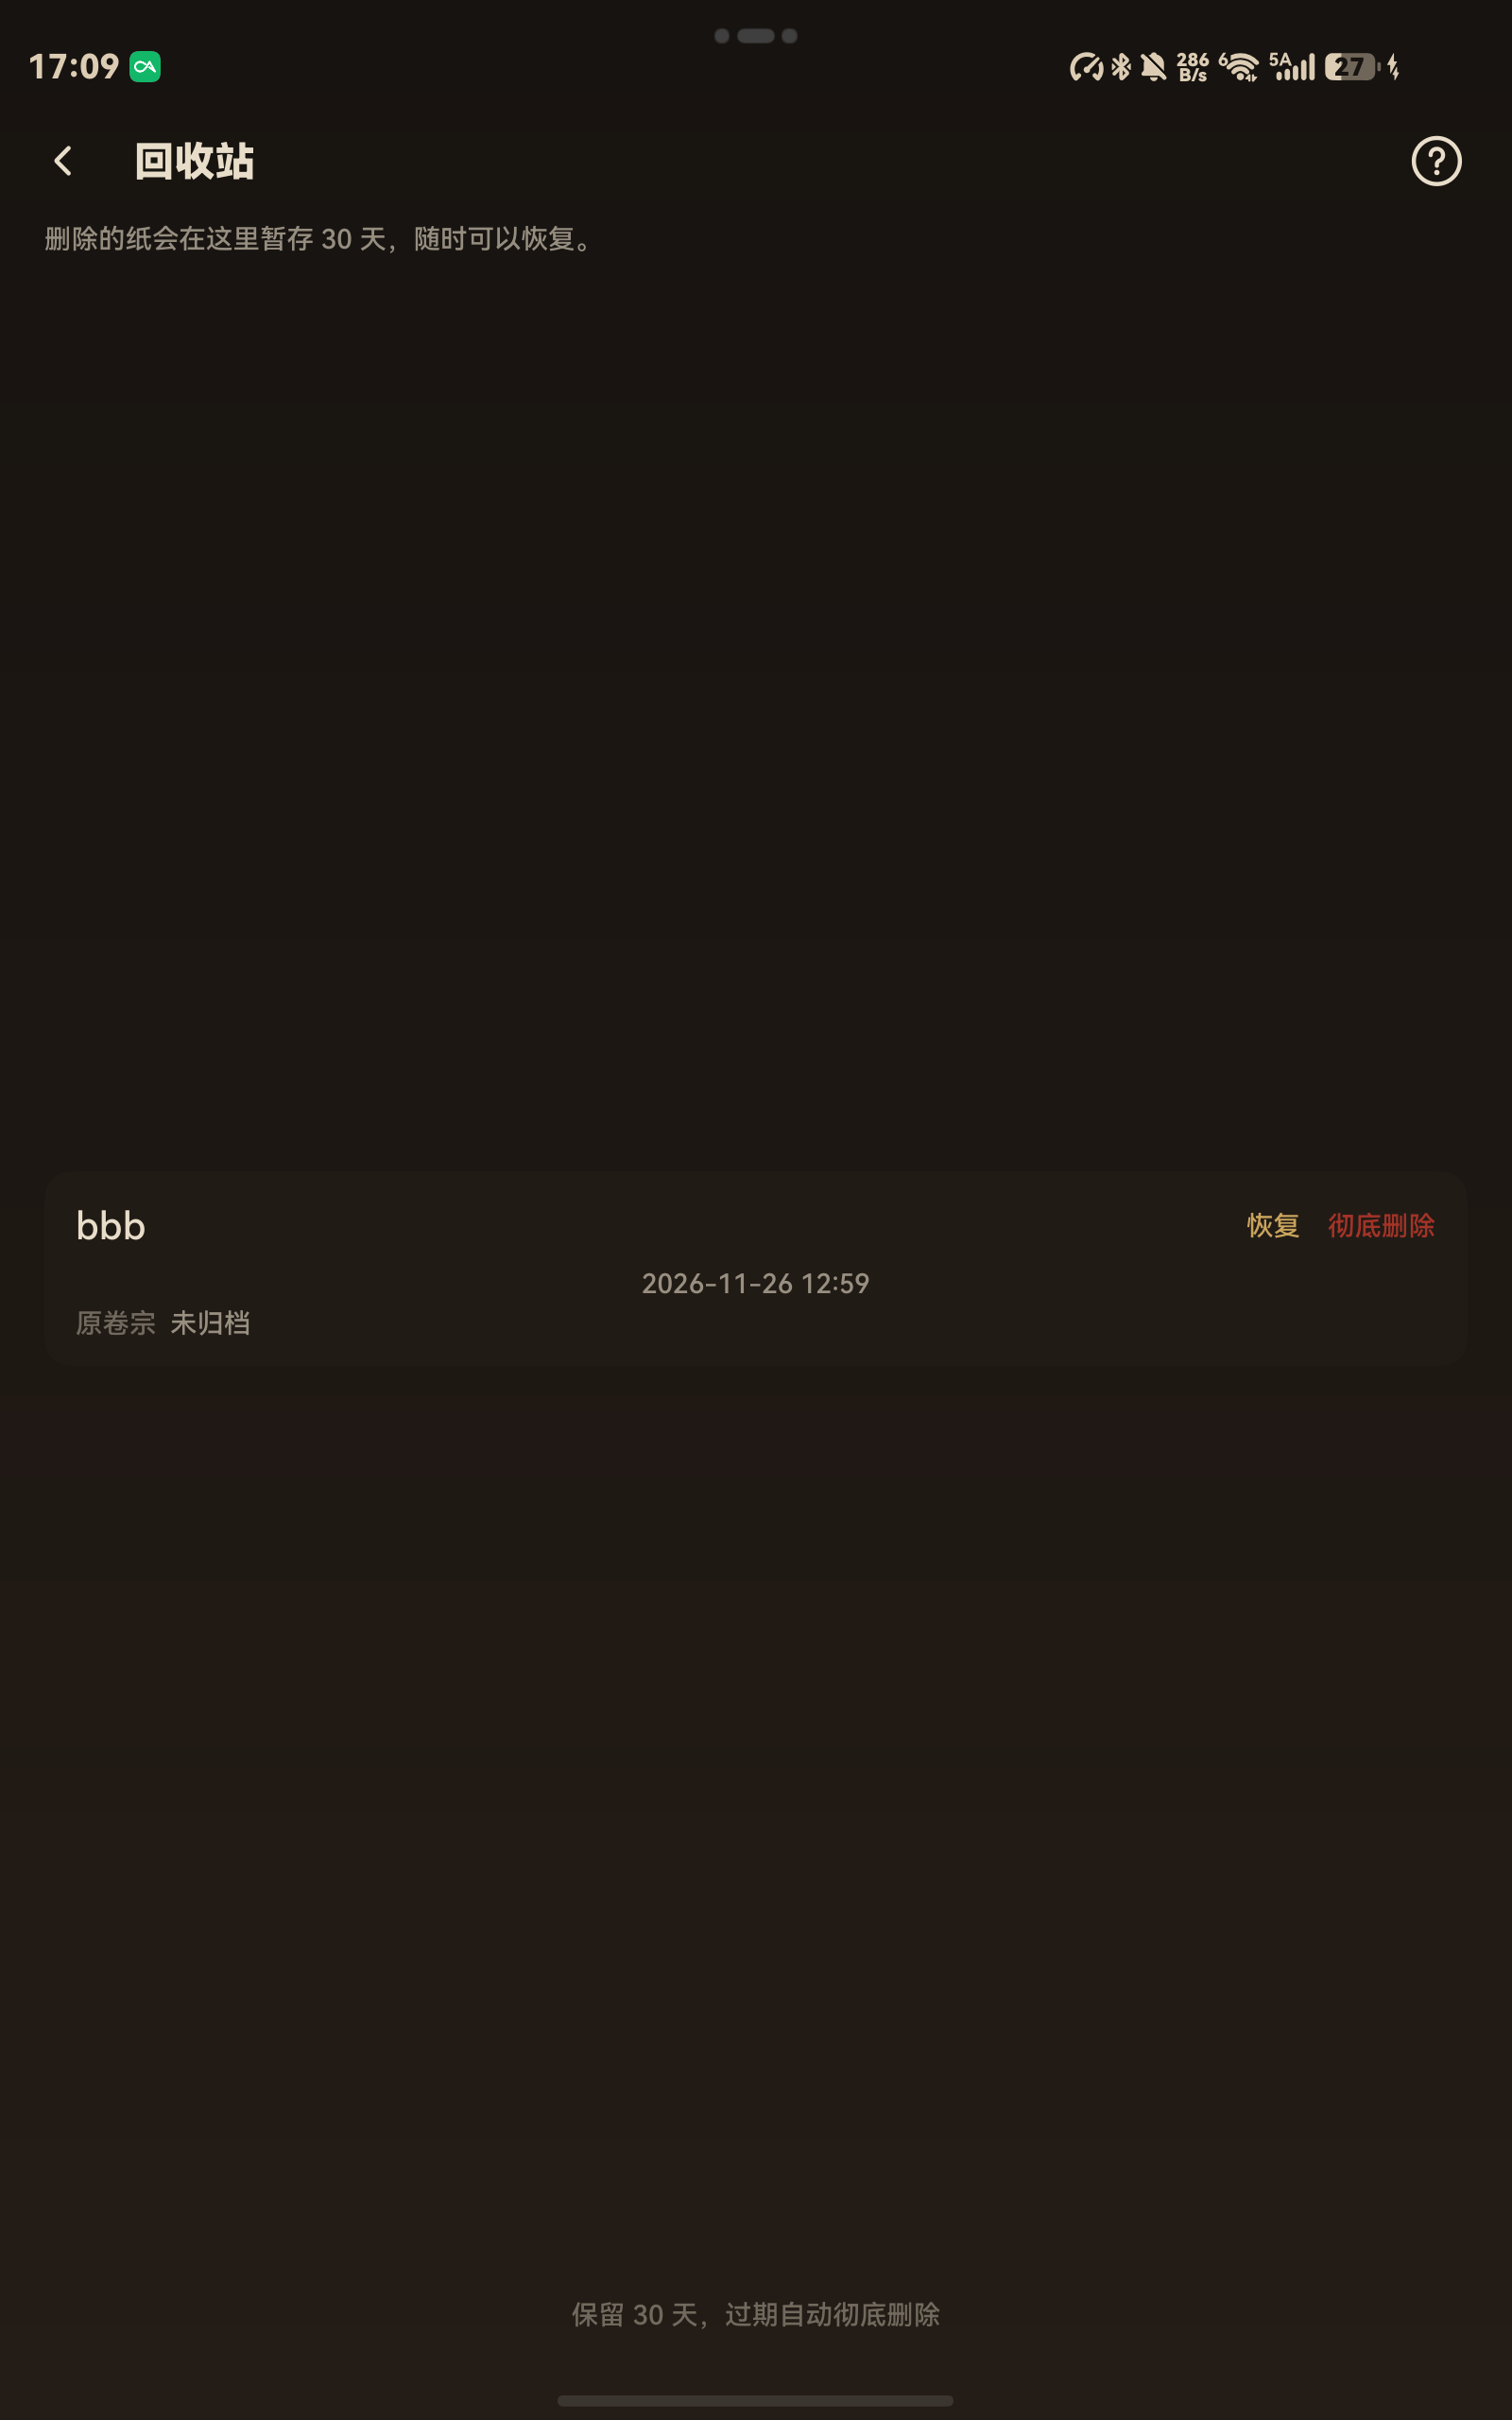 17:09
286 B/s 6 5A 27
回收站
删除的纸会在这里暂存 30 天，随时可以恢复。
bbb 恢复 彻底删除
2026-11-26 12:59
原卷宗 未归档
保留 30 天，过期自动彻底删除